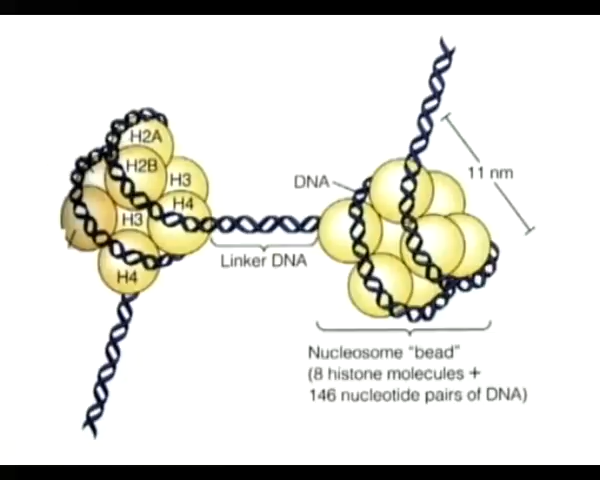 H2A
H2B
H3
H4
H3
H4
Linker DNA
DNA
11 nm
Nucleosome "bead"
(8 histone molecules +
146 nucleotide pairs of DNA)